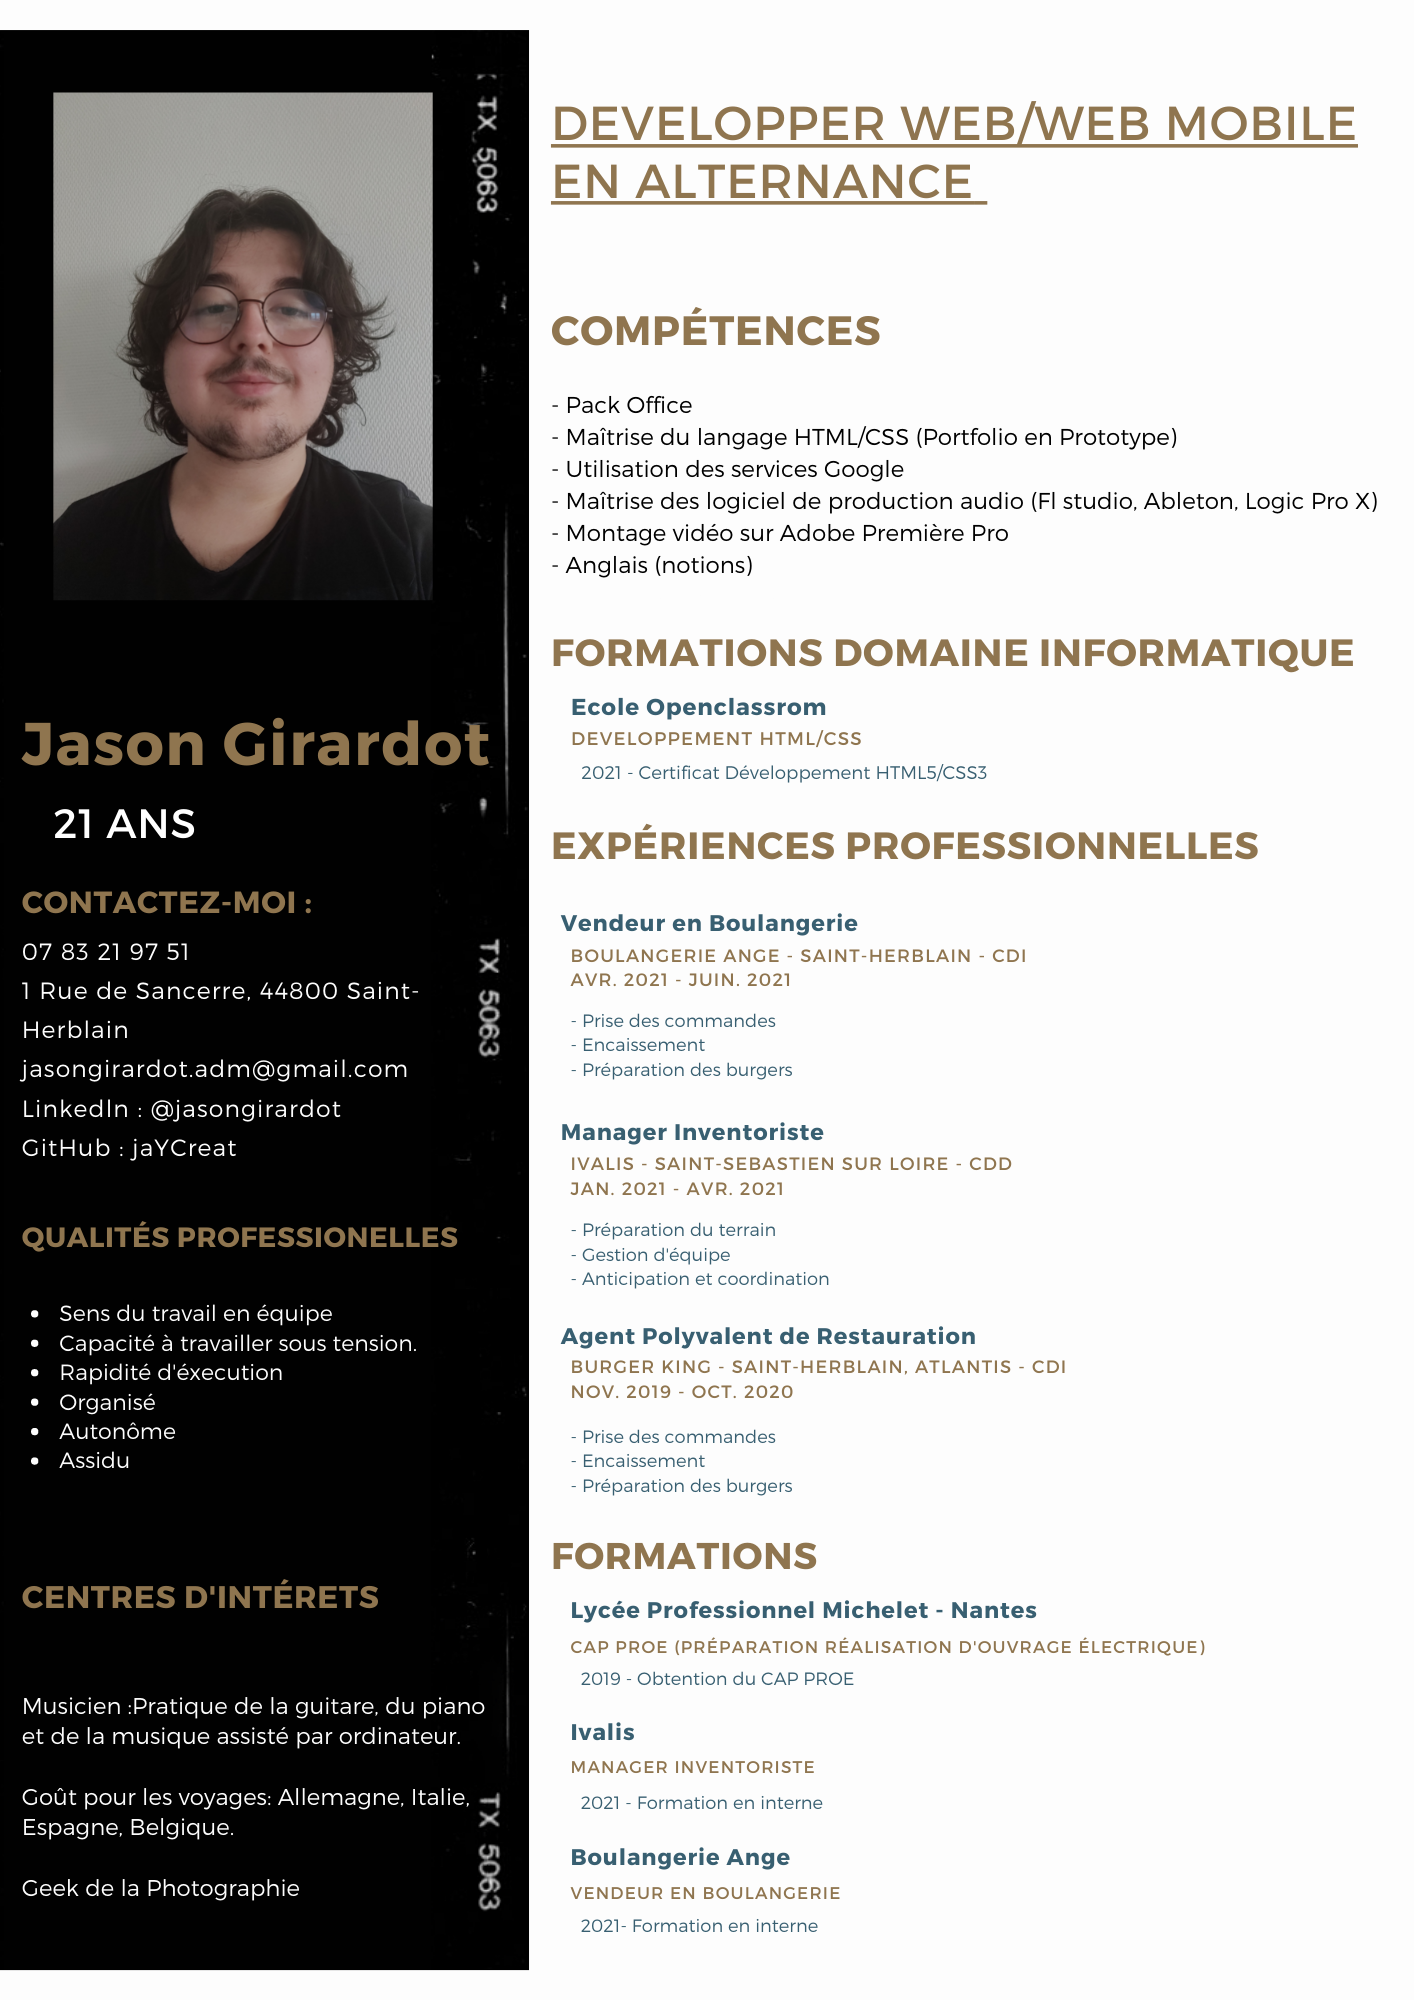 TX 5063
Jason Girardot
21 ANS
CONTACTEZ-MOI :
07 83 21 97 51
1 Rue de Sancerre, 44800 Saint-
Herblain
jasongirardot.adm@gmail.com
LinkedIn : @jasongirardot
GitHub : jaYCreat
TX 5063
QUALITÉS PROFESSIONELLES
• Sens du travail en équipe
• Capacité à travailler sous tension.
• Rapidité d'éxecution
• Organisé
• Autonôme
• Assidu
CENTRES D'INTÉRETS
Musicien :Pratique de la guitare, du piano
et de la musique assisté par ordinateur.
Goût pour les voyages: Allemagne, Italie,
Espagne, Belgique.
Geek de la Photographie
TX 5063
DEVELOPPER WEB/WEB MOBILE
EN ALTERNANCE
COMPÉTENCES
- Pack Office
- Maîtrise du langage HTML/CSS (Portfolio en Prototype)
- Utilisation des services Google
- Maîtrise des logiciel de production audio (Fl studio, Ableton, Logic Pro X)
- Montage vidéo sur Adobe Première Pro
- Anglais (notions)
FORMATIONS DOMAINE INFORMATIQUE
Ecole Openclassrom
DEVELOPPEMENT HTML/CSS
2021 - Certificat Développement HTML5/CSS3
EXPÉRIENCES PROFESSIONNELLES
Vendeur en Boulangerie
BOULANGERIE ANGE - SAINT-HERBLAIN - CDI
AVR. 2021 - JUIN. 2021
- Prise des commandes
- Encaissement
- Préparation des burgers
Manager Inventoriste
IVALIS - SAINT-SEBASTIEN SUR LOIRE - CDD
JAN. 2021 - AVR. 2021
- Préparation du terrain
- Gestion d'équipe
- Anticipation et coordination
Agent Polyvalent de Restauration
BURGER KING - SAINT-HERBLAIN, ATLANTIS - CDI
NOV. 2019 - OCT. 2020
- Prise des commandes
- Encaissement
- Préparation des burgers
FORMATIONS
Lycée Professionnel Michelet - Nantes
CAP PROE (PRÉPARATION RÉALISATION D'OUVRAGE ÉLECTRIQUE)
2019 - Obtention du CAP PROE
Ivalis
MANAGER INVENTORISTE
2021 - Formation en interne
Boulangerie Ange
VENDEUR EN BOULANGERIE
2021- Formation en interne